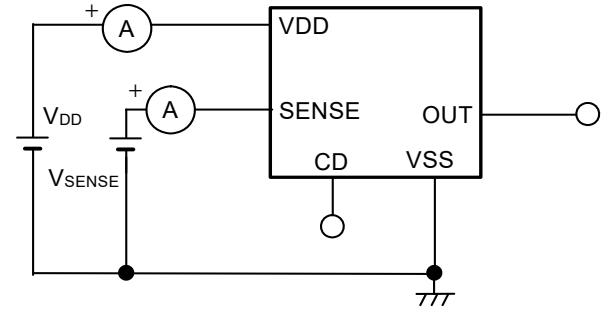 + A VDD
+ A SENSE
VDD
OUT
VSENSE
CD VSS